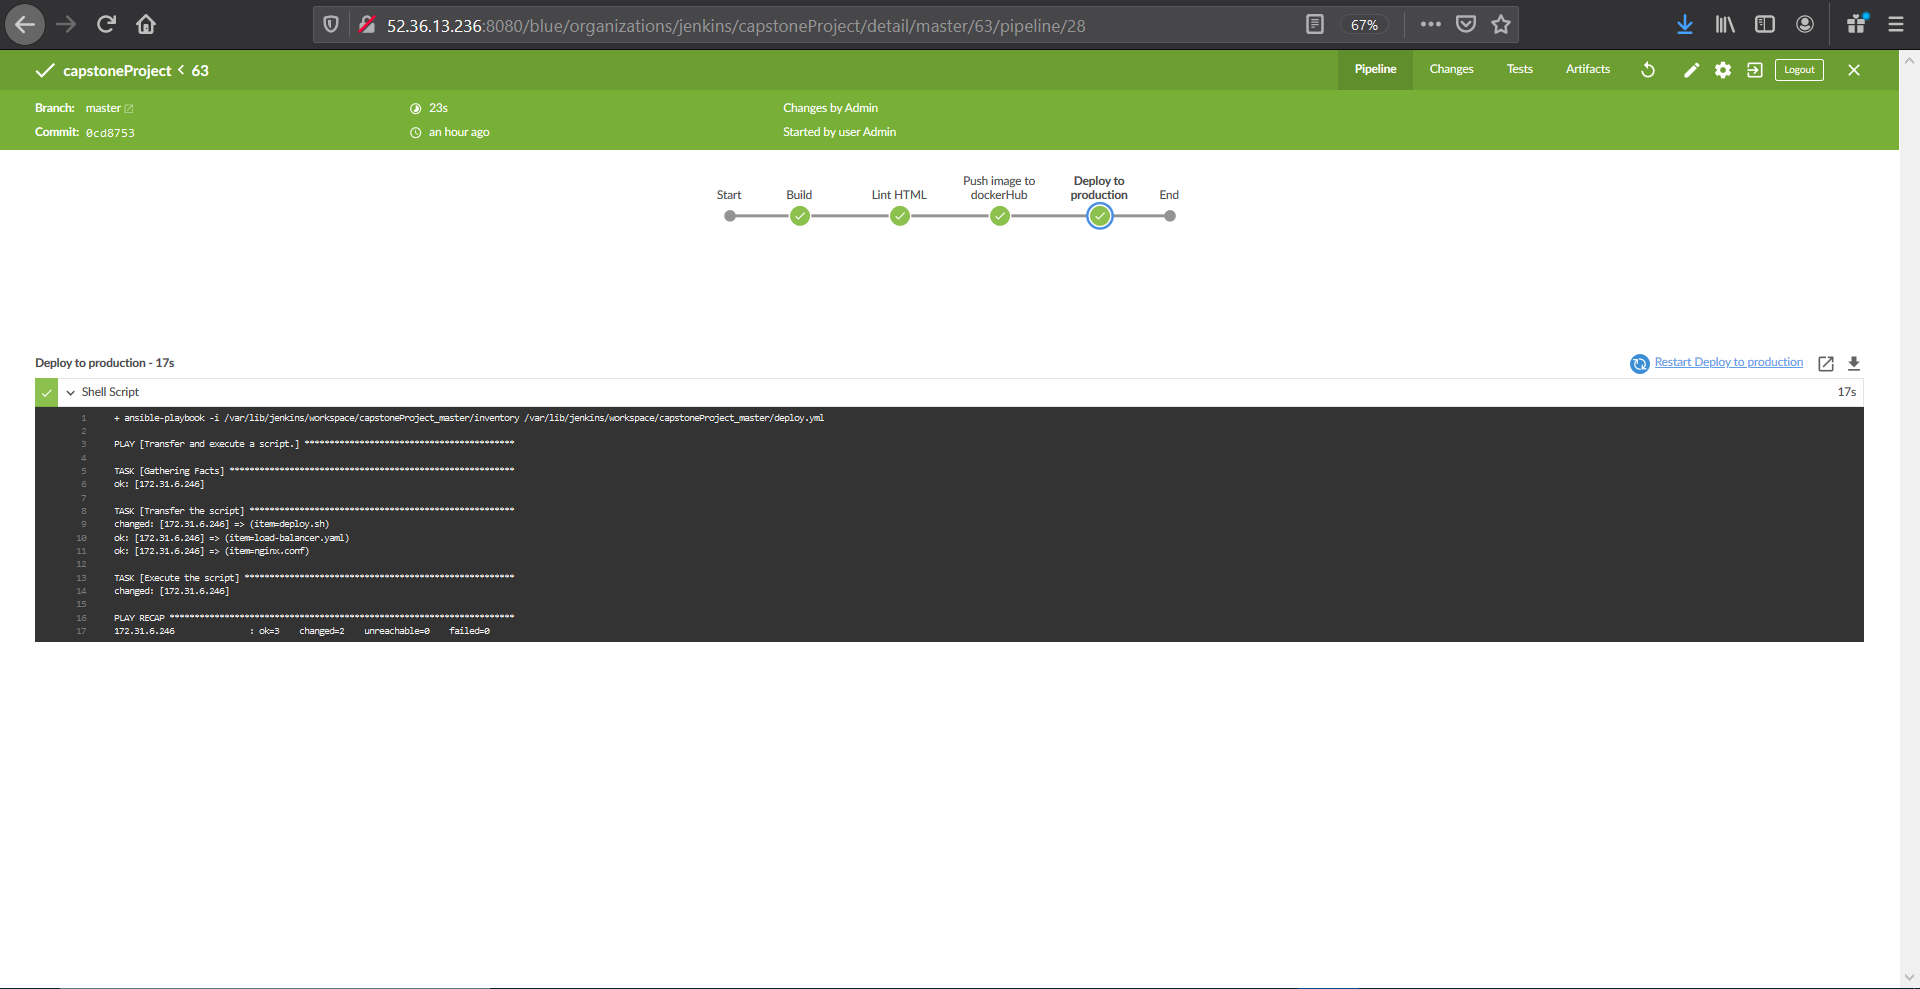 52.36.13.236:8080/blue/organizations/jenkins/capstoneProject/detail/master/63/pipeline/28
67%
capstoneProject < 63
Pipeline
Changes
Tests
Artifacts
Logout
Branch: master
23s
Changes by Admin
Commit: 0cd8753
an hour ago
Started by user Admin
Start
Build
Lint HTML
Push image to
dockerHub
Deploy to
production
End
Deploy to production - 17s
Restart Deploy to production
Shell Script
17s
1 + ansible-playbook -i /var/lib/jenkins/workspace/capstoneProject_master/inventory /var/lib/jenkins/workspace/capstoneProject_master/deploy.yml
2
3 PLAY [Transfer and execute a script.] ******************************************
4
5 TASK [Gathering Facts] *********************************************************
6 ok: [172.31.6.246]
7
8 TASK [Transfer the script] *****************************************************
9 changed: [172.31.6.246] => (item=deploy.sh)
10 ok: [172.31.6.246] => (item=load-balancer.yaml)
11 ok: [172.31.6.246] => (item=nginx.conf)
12
13 TASK [Execute the script] ******************************************************
14 changed: [172.31.6.246]
15
16 PLAY RECAP *********************************************************************
17 172.31.6.246 : ok=3 changed=2 unreachable=0 failed=0